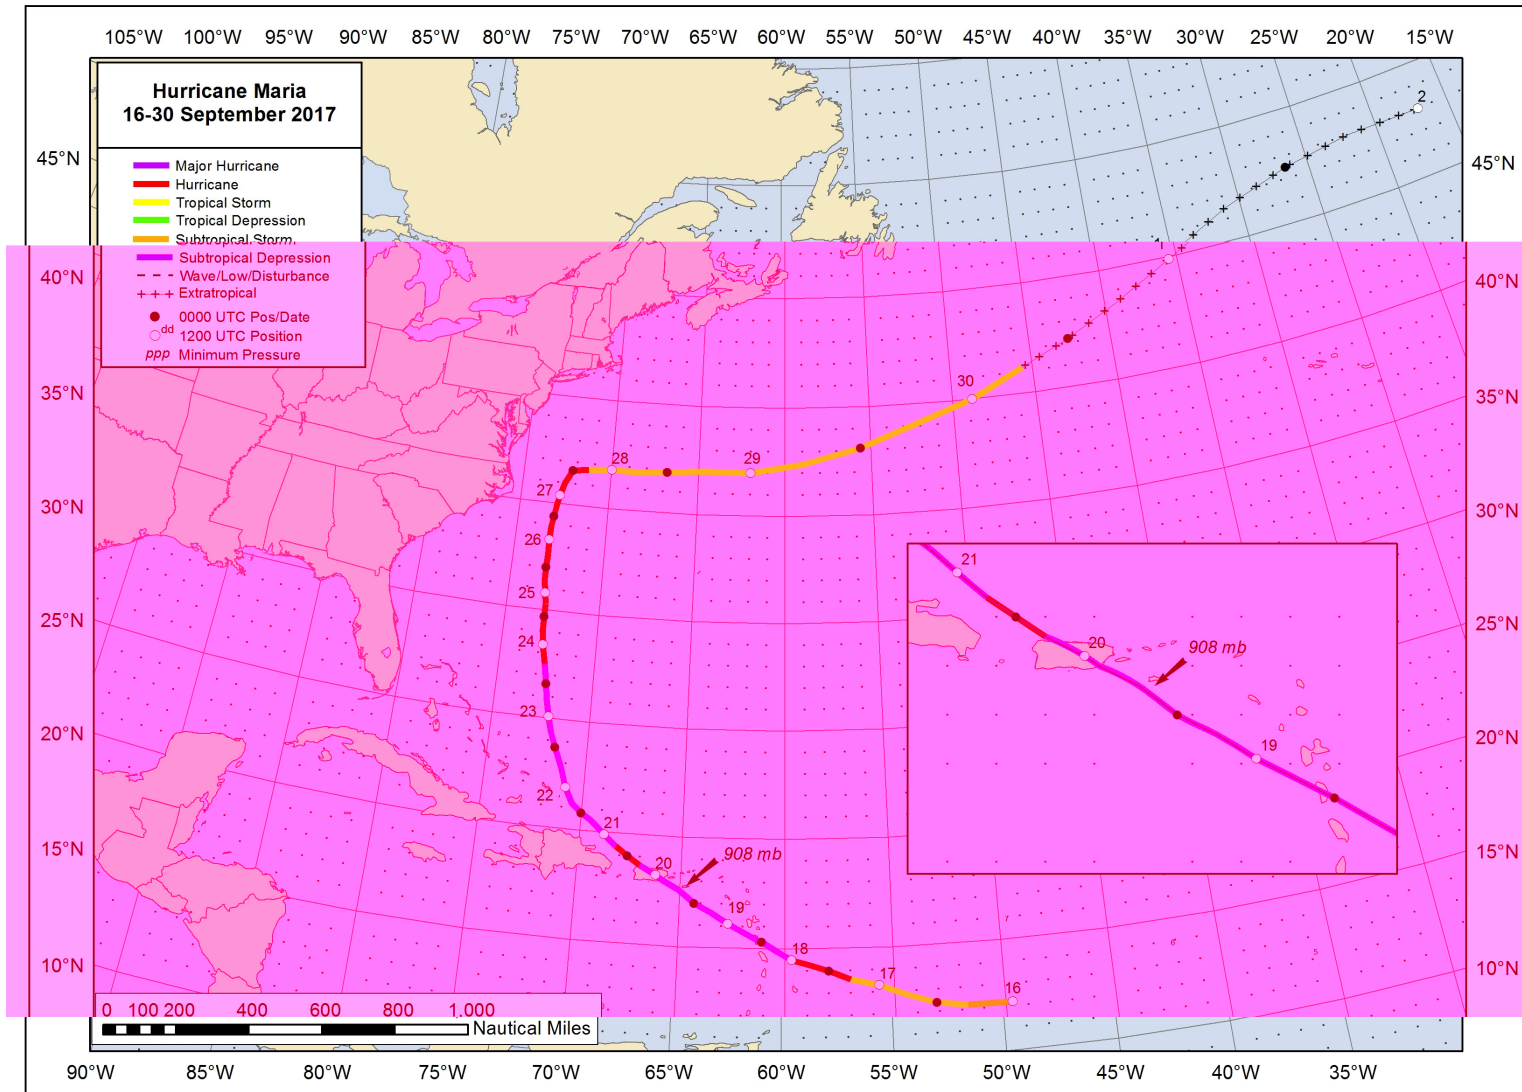 105°W 100°W 95°W 90°W 85°W 80°W 75°W 70°W 65°W 60°W 55°W 50°W 45°W 40°W 35°W 30°W 25°W 20°W 15°W
Hurricane Maria
16-30 September 2017
Major Hurricane
Hurricane
Tropical Storm
Tropical Depression
Subtropical Storm
Subtropical Depression
Wave/Low/Disturbance
Extratropical
0000 UTC Pos/Date
dd
1200 UTC Position
ppp Minimum Pressure
2
45°N 45°N
40°N 40°N
35°N 35°N
30°N 30°N
25°N 25°N
20°N 20°N
15°N 15°N
10°N 10°N
30
28 29
27
26
25
24
23
22
21
20
908 mb
19
18
17
16
21
20
908 mb
19
0 100 200 400 600 800 1,000
Nautical Miles
90°W 85°W 80°W 75°W 70°W 65°W 60°W 55°W 50°W 45°W 40°W 35°W